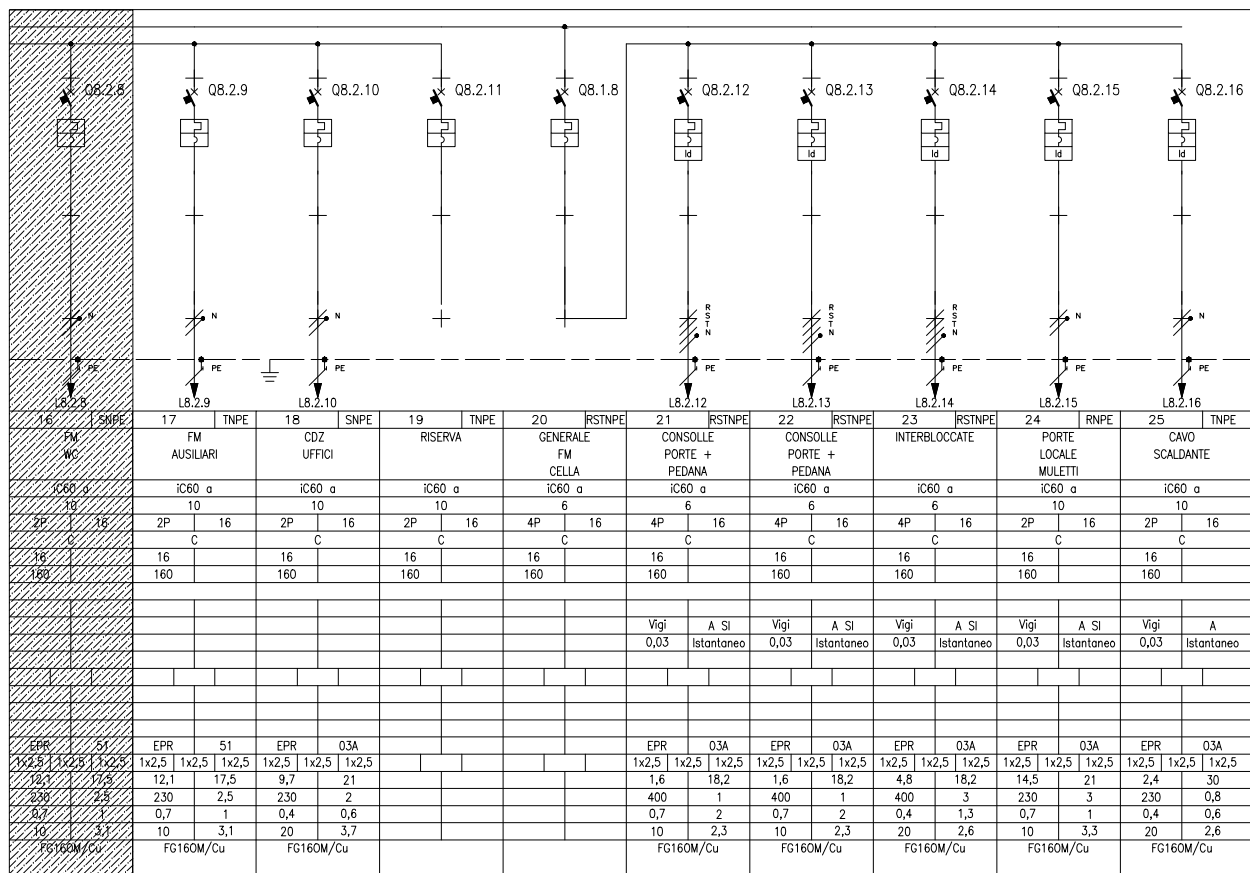 Q8.2.8 Q8.2.9 Q8.2.10 Q8.2.11 Q8.1.8 Q8.2.12 Q8.2.13 Q8.2.14 Q8.2.15 Q8.2.16
Id Id Id Id Id
R R R
S S S
T T T
N N N N N N N N
PE PE PE PE PE PE PE PE
L8.2.8 L8.2.9 L8.2.10 L8.2.12 L8.2.13 L8.2.14 L8.2.15 L8.2.16
16 SNPE 17 TNPE 18 SNPE 19 TNPE 20 RSTNPE 21 RSTNPE 22 RSTNPE 23 RSTNPE 24 RNPE 25 TNPE
FM FM CDZ RISERVA GENERALE CONSOLLE CONSOLLE INTERBLOCCATE PORTE CAVO
WC AUSILIARI UFFICI FM PORTE + PORTE + LOCALE SCALDANTE
CELLA PEDANA PEDANA MULETTI
iC60 a iC60 a iC60 a iC60 a iC60 a iC60 a iC60 a iC60 a iC60 a iC60 a
10 10 10 10 6 6 6 6 10 10
2P 16 2P 16 2P 16 2P 16 4P 16 4P 16 4P 16 4P 16 2P 16 2P 16
C C C C C C C C C C
16 16 16 16 16 16 16 16 16 16
160 160 160 160 160 160 160 160 160 160
Vigi A SI Vigi A SI Vigi A SI Vigi A SI Vigi A
0,03 Istantaneo 0,03 Istantaneo 0,03 Istantaneo 0,03 Istantaneo 0,03 Istantaneo
EPR 51 EPR 51 EPR 03A EPR 03A EPR 03A EPR 03A EPR 03A EPR 03A
1x2,5 1x2,5 1x2,5 1x2,5 1x2,5 1x2,5 1x2,5 1x2,5 1x2,5 1x2,5 1x2,5 1x2,5 1x2,5 1x2,5 1x2,5 1x2,5 1x2,5 1x2,5 1x2,5 1x2,5 1x2,5 1x2,5 1x2,5 1x2,5
12,1 17,5 12,1 17,5 9,7 21 1,6 18,2 1,6 18,2 4,8 18,2 14,5 21 2,4 30
230 2,5 230 2,5 230 2 400 1 400 1 400 3 230 3 230 0,8
0,7 1 0,7 1 0,4 0,6 0,7 2 0,7 2 0,4 1,3 0,7 1 0,4 0,6
10 3,1 10 3,1 20 3,7 10 2,3 10 2,3 20 2,6 10 3,3 20 2,6
FG16OM/Cu FG16OM/Cu FG16OM/Cu FG16OM/Cu FG16OM/Cu FG16OM/Cu FG16OM/Cu FG16OM/Cu